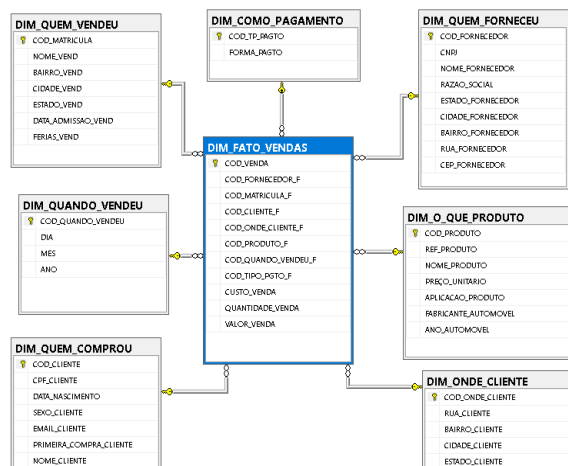 DIM_QUEM_VENDEU
COD_MATRICULA
NOME_VEND
BAIRRO_VEND
CIDADE_VEND
ESTADO_VEND
DATA_ADMISSAO_VEND
FERIAS_VEND
DIM_COMO_PAGAMENTO
COD_TP_PAGTO
FORMA_PAGTO
DIM_QUEM_FORNECEU
COD_FORNECEDOR
CNPJ
NOME_FORNECEDOR
RAZAO_SOCIAL
ESTADO_FORNECEDOR
CIDADE_FORNECEDOR
BAIRRO_FORNECEDOR
RUA_FORNECEDOR
CEP_FORNECEDOR
DIM_FATO_VENDAS
COD_VENDA
COD_FORNECEDOR_F
COD_MATRICULA_F
COD_CLIENTE_F
COD_ONDE_CLIENTE_F
COD_PRODUTO_F
COD_QUANDO_VENDEU_F
COD_TIPO_PGTO_F
CUSTO_VENDA
QUANTIDADE_VENDA
VALOR_VENDA
DIM_QUANDO_VENDEU
COD_QUANDO_VENDEU
DIA
MES
ANO
DIM_O_QUE_PRODUTO
COD_PRODUTO
REF_PRODUTO
NOME_PRODUTO
PREÇO_UNITARIO
APLICACAO_PRODUTO
FABRICANTE_AUTOMOVEL
ANO_AUTOMOVEL
DIM_QUEM_COMPROU
COD_CLIENTE
CPF_CLIENTE
DATA_NASCIMENTO
SEXO_CLIENTE
EMAIL_CLIENTE
PRIMEIRA_COMPRA_CLIENTE
NOME_CLIENTE
DIM_ONDE_CLIENTE
COD_ONDE_CLIENTE
RUA_CLIENTE
BAIRRO_CLIENTE
CIDADE_CLIENTE
ESTADO_CLIENTE